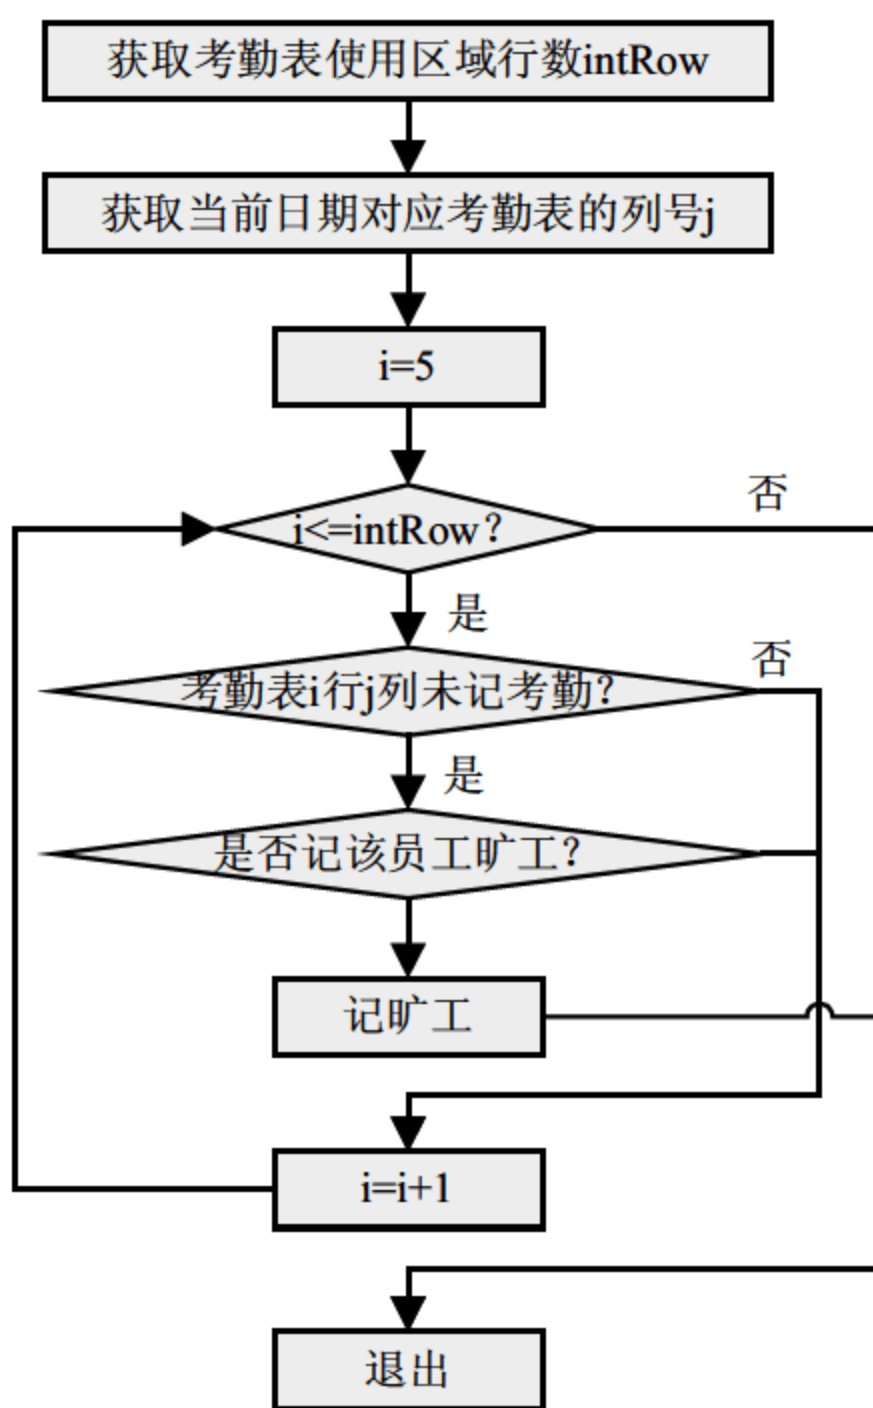 获取考勤表使用区域行数intRow
获取当前日期对应考勤表的列号j
i=5
否
i<=intRow?
是
否
考勤表i行j列未记考勤?
是
是否记该员工旷工?
记旷工
i=i+1
退出